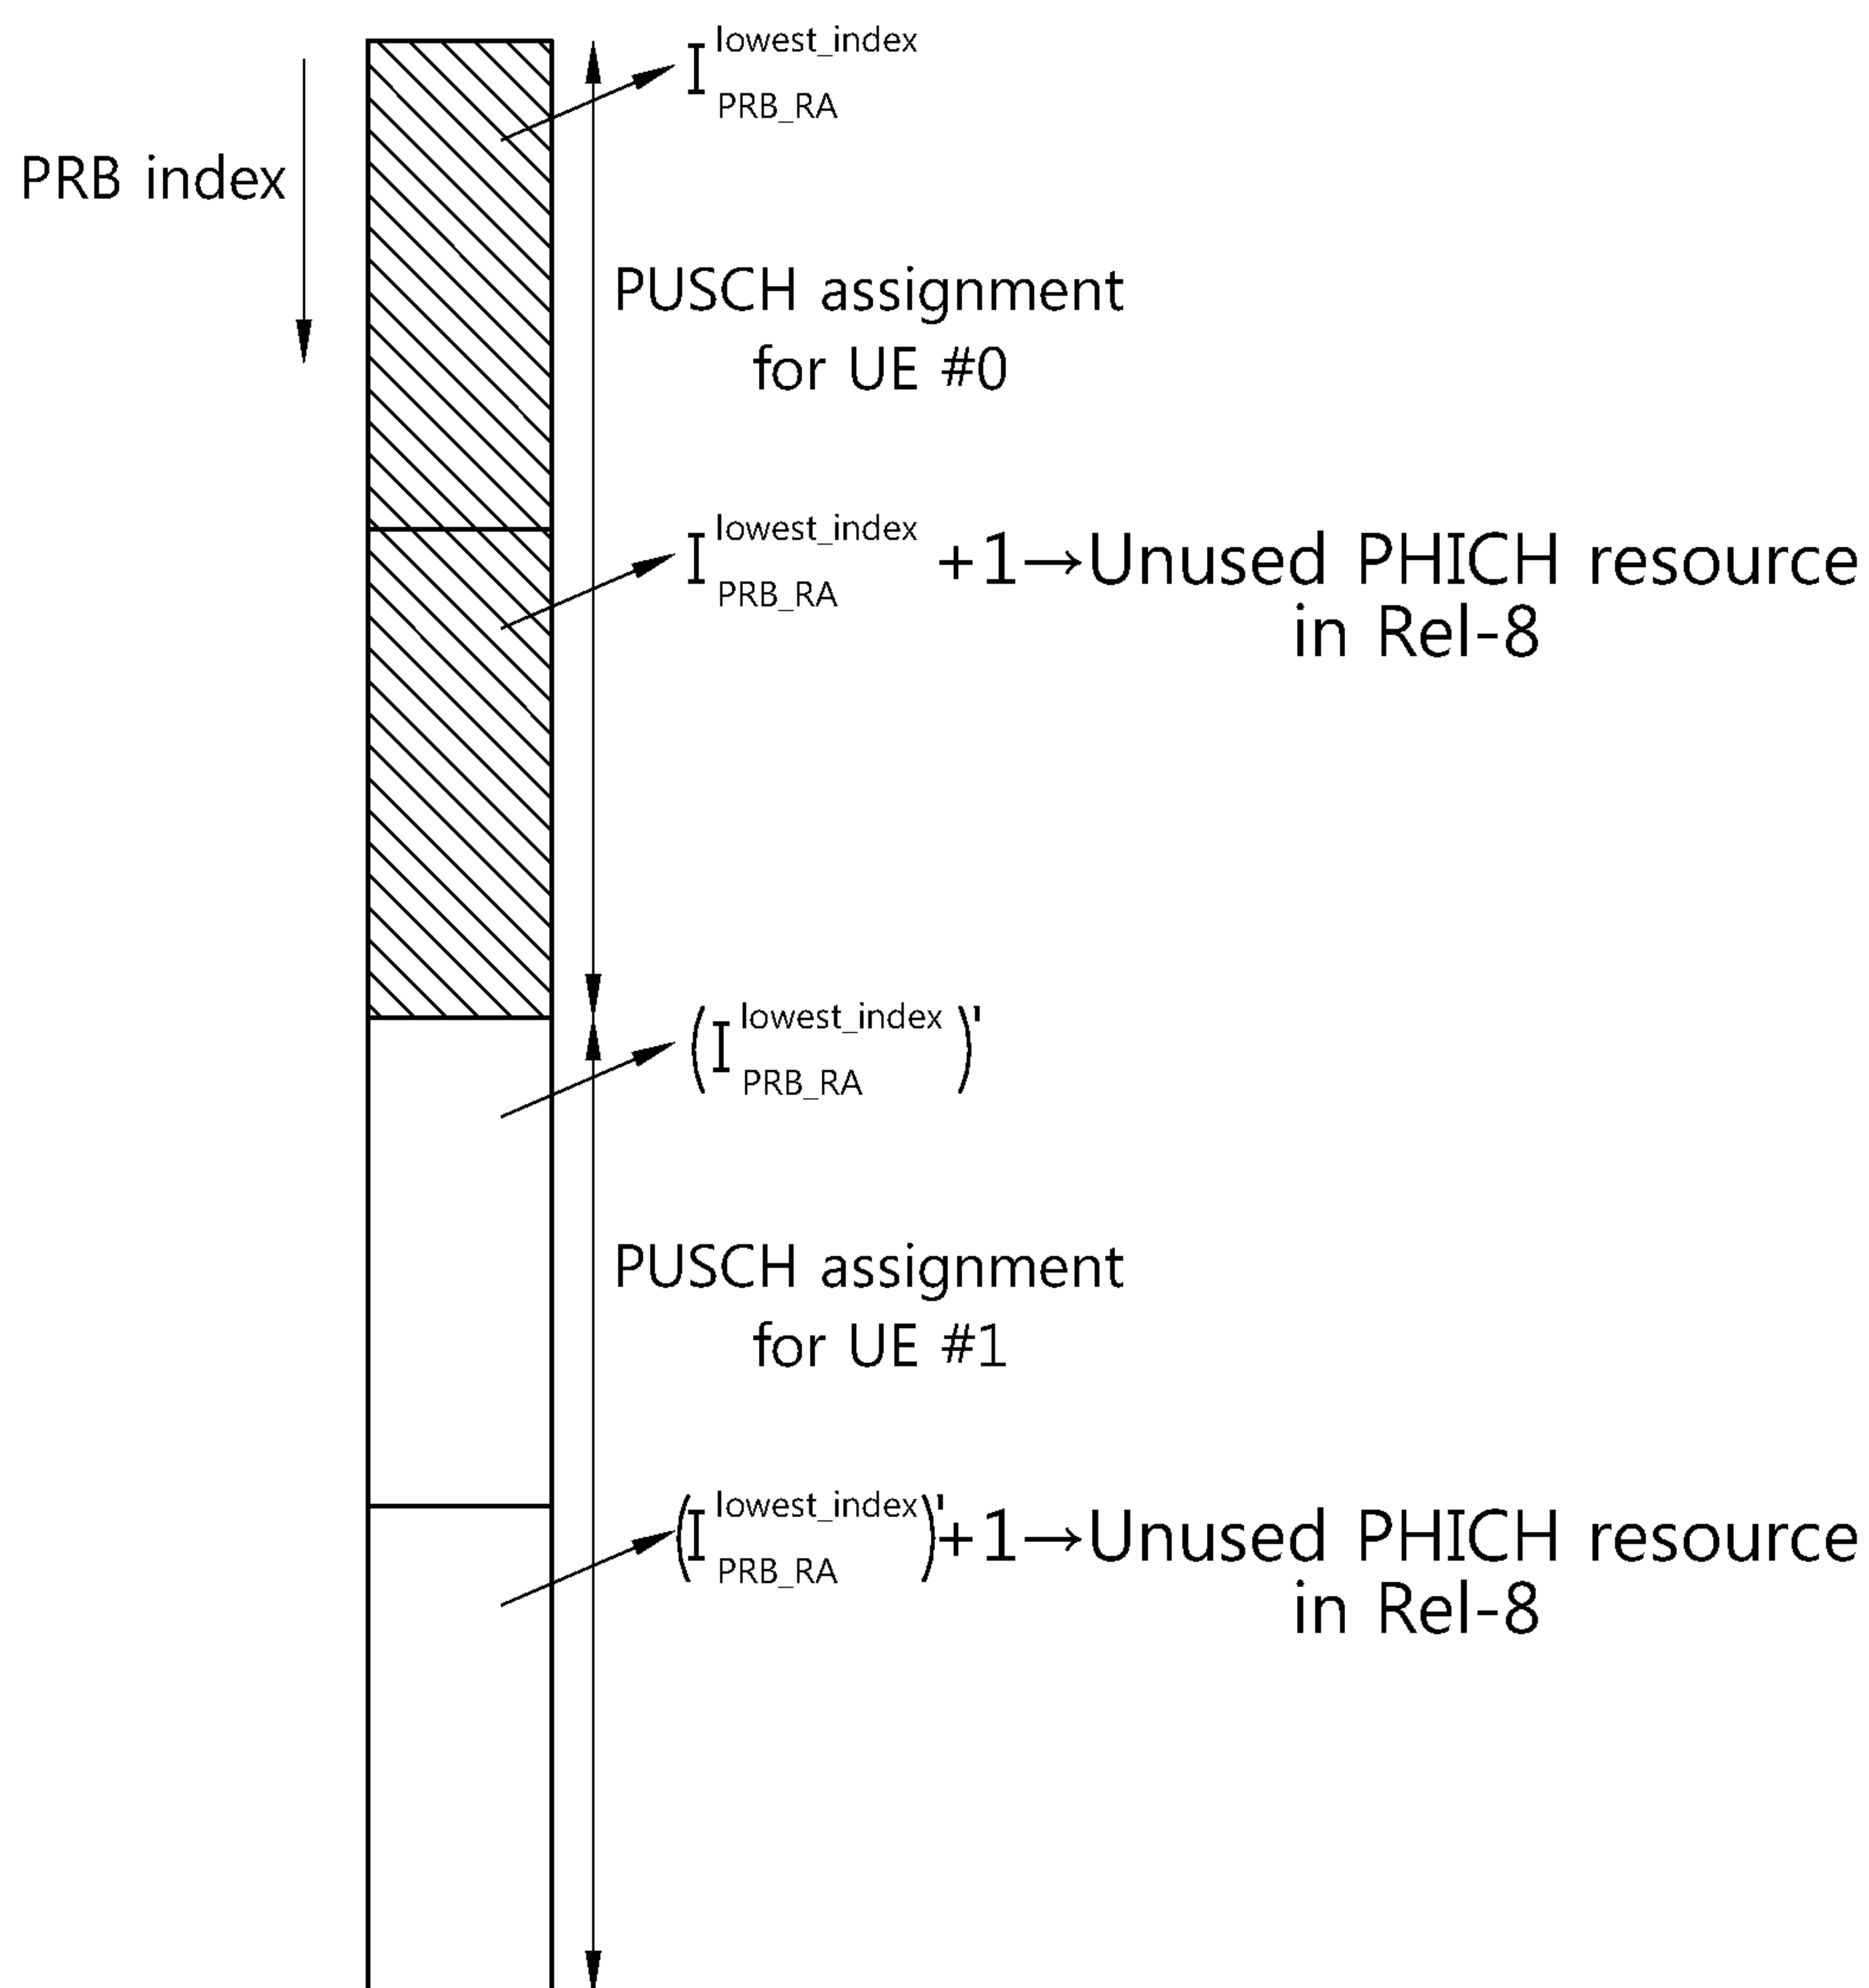 I lowest_index PRB_RA
PRB index
PUSCH assignment
for UE #0
I lowest_index PRB_RA +1→Unused PHICH resource
in Rel-8
(I lowest_index PRB_RA)'
PUSCH assignment
for UE #1
(I lowest_index PRB_RA)'+1→Unused PHICH resource
in Rel-8